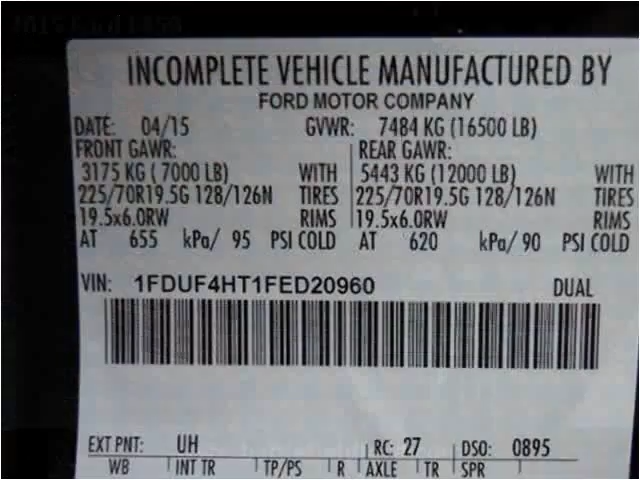 INCOMPLETE VEHICLE MANUFACTURED BY
FORD MOTOR COMPANY
DATE: 04/15 GVWR: 7484 KG (16500 LB)
FRONT GAWR: REAR GAWR:
3175 KG ( 7000 LB) WITH 5443 KG (12000 LB) WITH
225/70R19.5G 128/126N TIRES 225/70R19.5G 128/126N TIRES
19.5x6.0RW RIMS 19.5x6.0RW RIMS
AT 655 kPa/ 95 PSI COLD AT 620 kPa/ 90 PSI COLD
VIN: 1FDUF4HT1FED20960 DUAL
EXT PNT: UH RC: 27 DSO: 0895
WB INT TR TP/PS R AXLE TR SPR